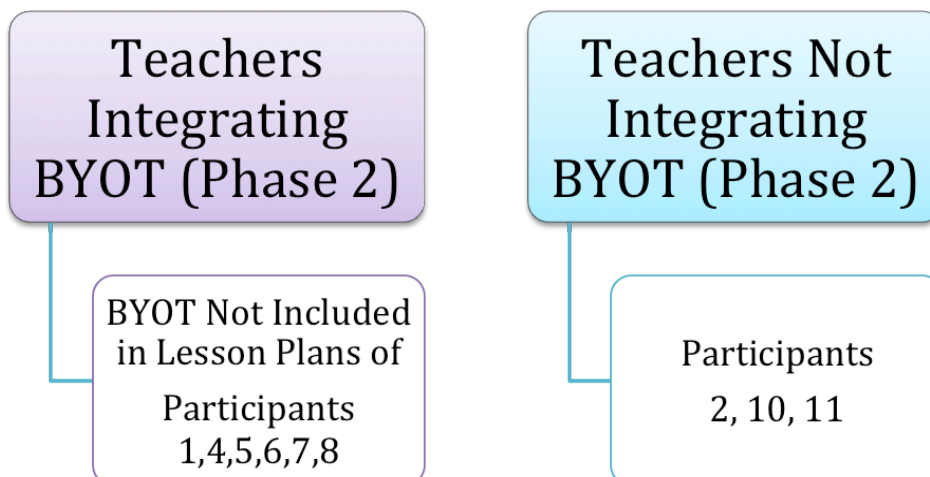 Teachers
Integrating
BYOT (Phase 2)
BYOT Not Included
in Lesson Plans of
Participants
1,4,5,6,7,8
Teachers Not
Integrating
BYOT (Phase 2)
Participants
2, 10, 11